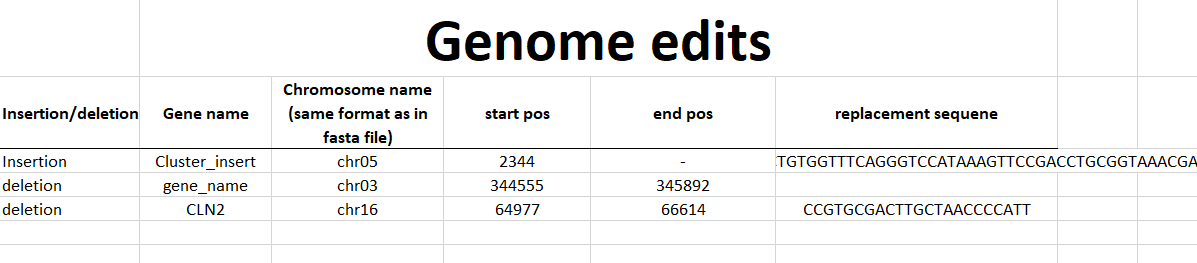 Genome edits
Insertion/deletion Gene name Chromosome name (same format as in fasta file) start pos end pos replacement sequene
Insertion Cluster_insert chr05 2344 - TGTGGTTTCAGGGTCCATAAAGTTCCGACCTGCGGTAAACGA
deletion gene_name chr03 344555 345892
deletion CLN2 chr16 64977 66614 CCGTGCGACTTGCTAACCCCATT